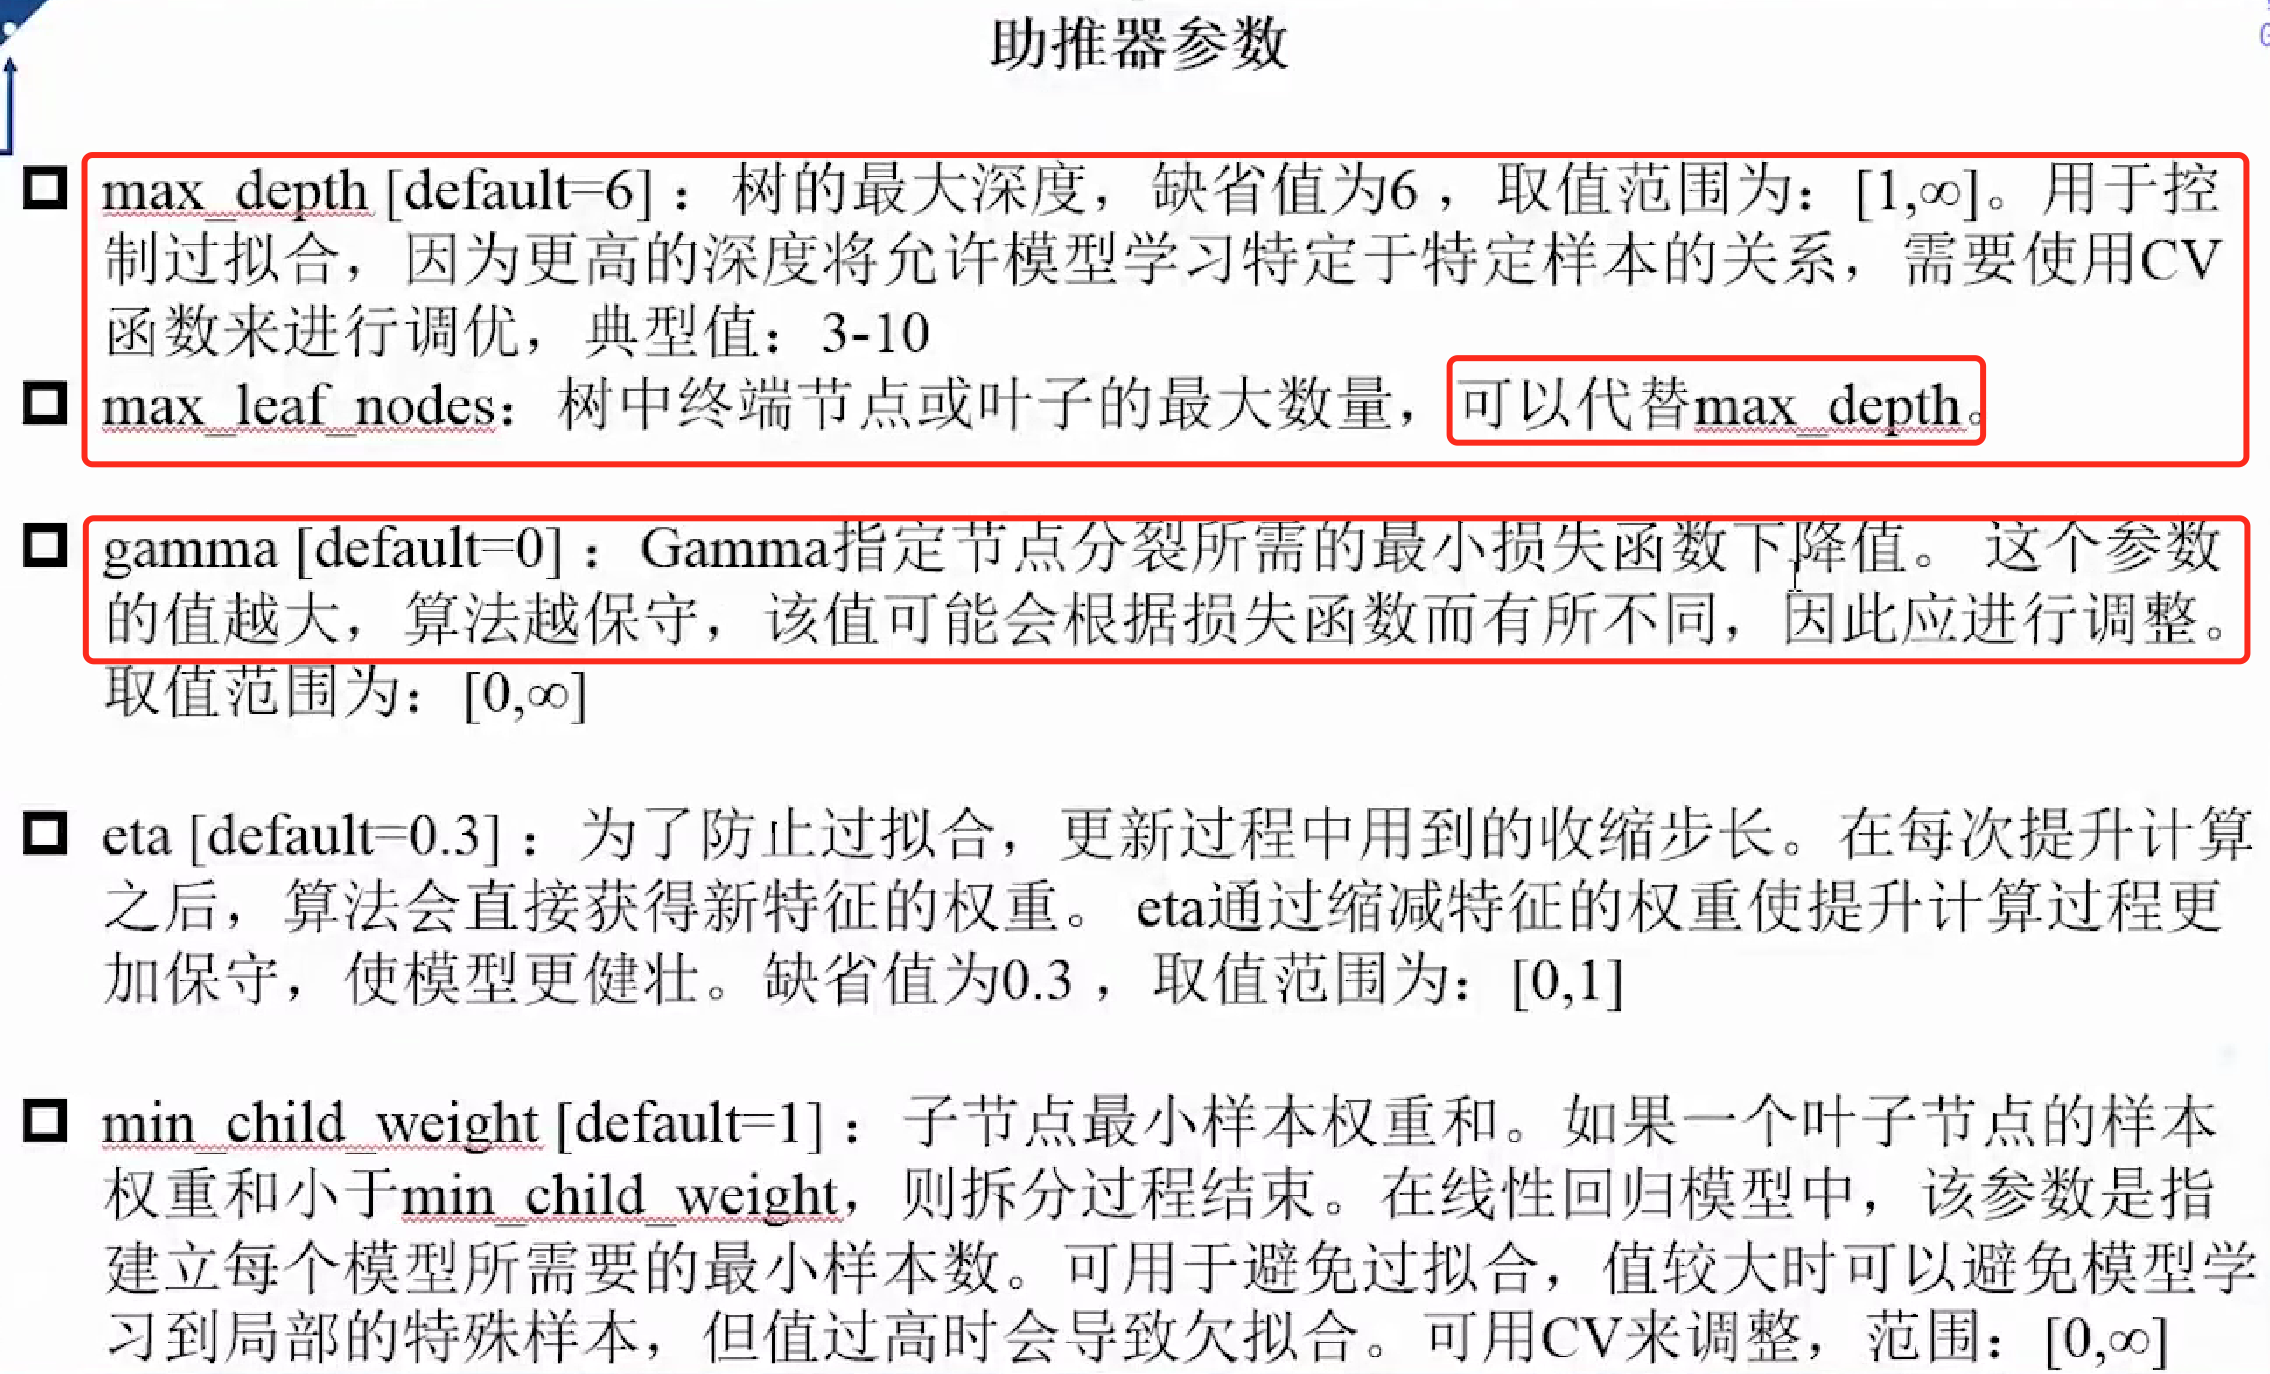 助推器参数
max_depth [default=6] ：树的最大深度，缺省值为6 ，取值范围为：[1,∞]。用于控
制过拟合，因为更高的深度将允许模型学习特定于特定样本的关系，需要使用CV
函数来进行调优，典型值：3-10
max_leaf_nodes：树中终端节点或叶子的最大数量，可以代替max_depth。
gamma [default=0] ：Gamma指定节点分裂所需的最小损失函数下降值。 这个参数
的值越大，算法越保守，该值可能会根据损失函数而有所不同，因此应进行调整。
取值范围为：[0,∞]
eta [default=0.3] ：为了防止过拟合，更新过程中用到的收缩步长。在每次提升计算
之后，算法会直接获得新特征的权重。 eta通过缩减特征的权重使提升计算过程更
加保守，使模型更健壮。缺省值为0.3 ，取值范围为：[0,1]
min_child_weight [default=1] ：子节点最小样本权重和。如果一个叶子节点的样本
权重和小于min_child_weight，则拆分过程结束。在线性回归模型中，该参数是指
建立每个模型所需要的最小样本数。可用于避免过拟合，值较大时可以避免模型学
习到局部的特殊样本，但值过高时会导致欠拟合。可用CV来调整，范围：[0,∞]